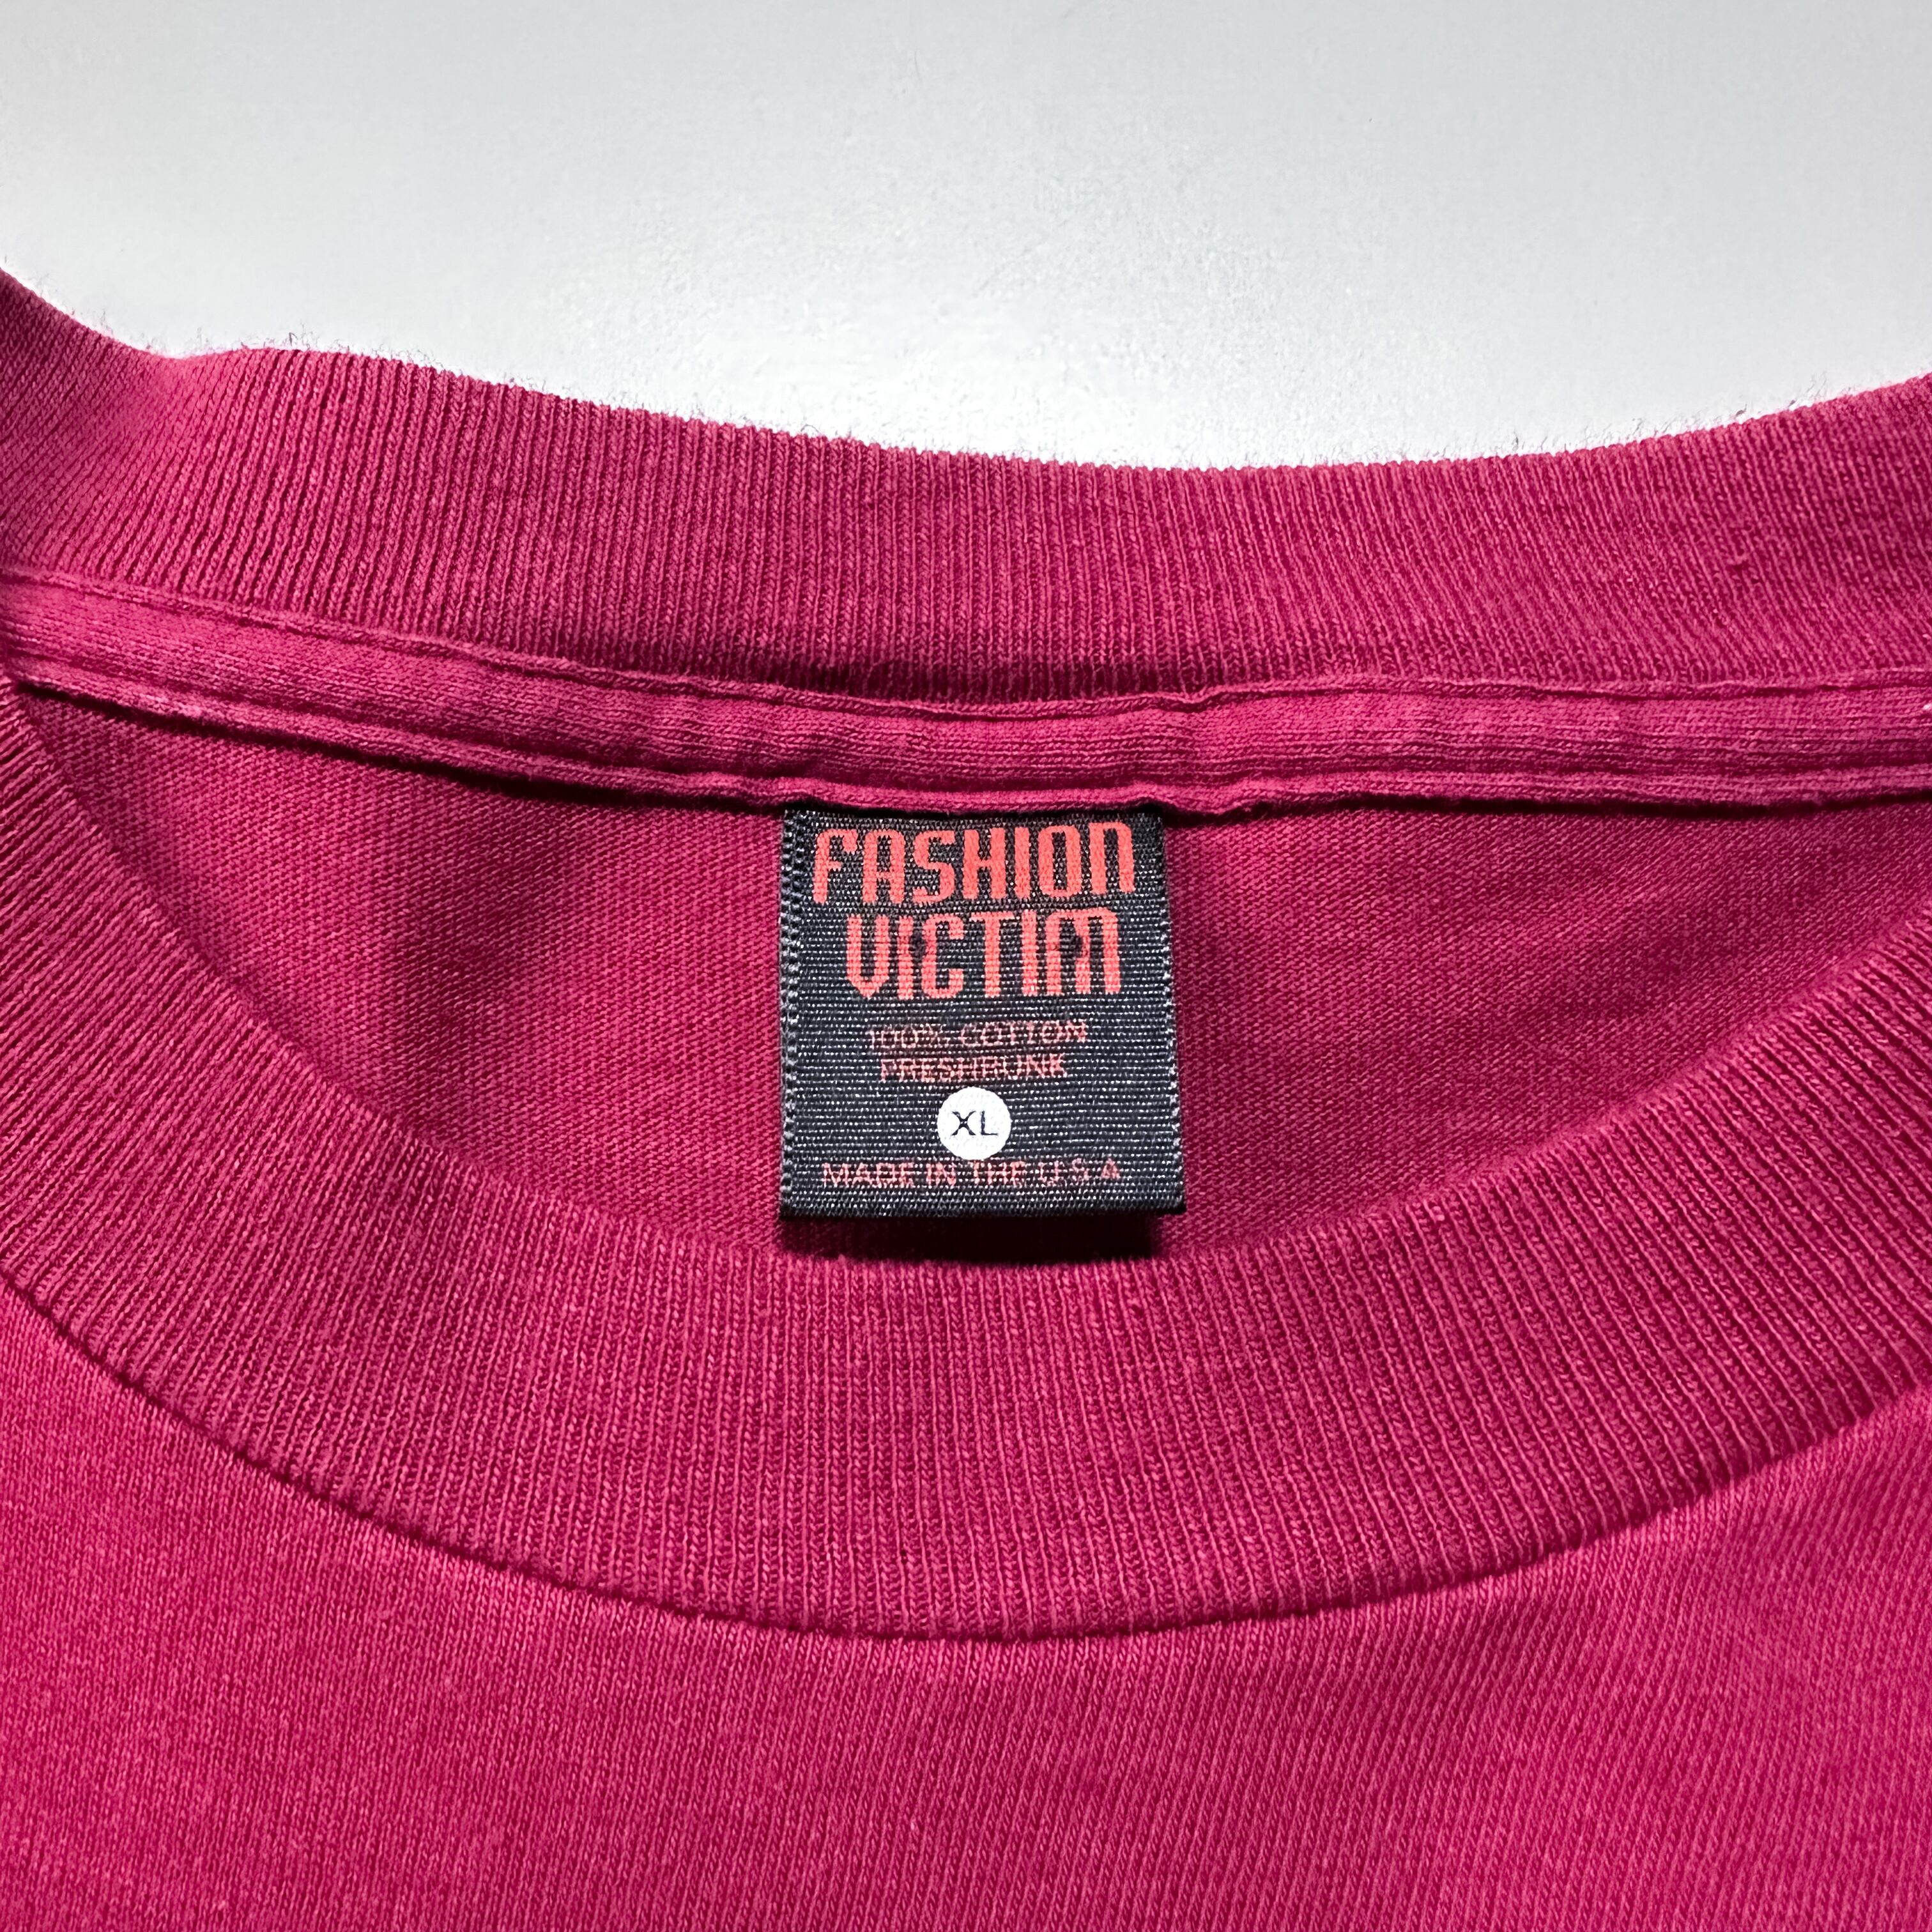 FASHION
VICTIM
100% COTTON
PRESHRUNK
XL
MADE IN THE U.S.A